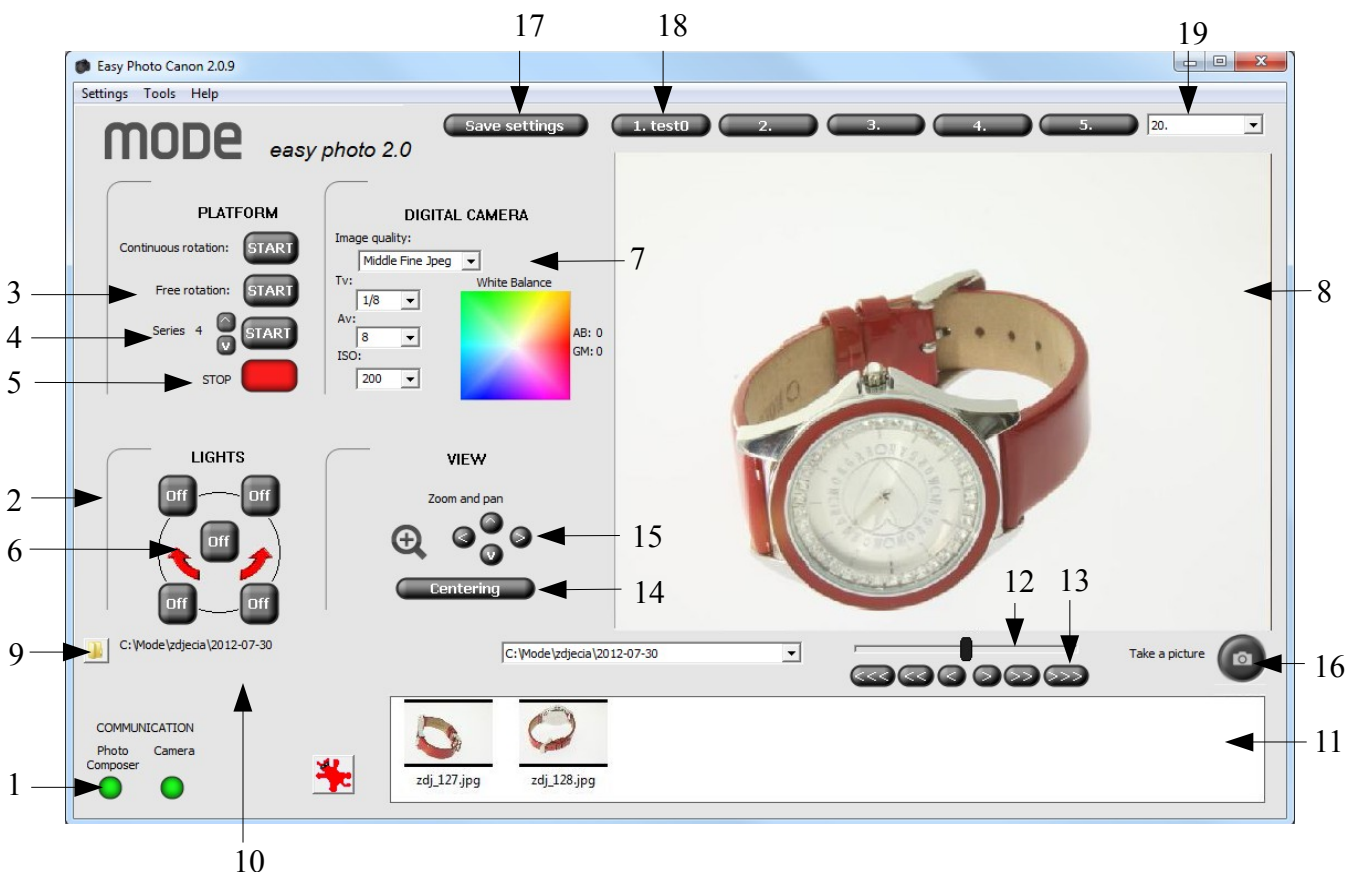 17 18 19
Easy Photo Canon 2.0.9
Settings Tools Help
MODE easy photo 2.0
Save settings 1. test0 2. 3. 4. 5. 20.
PLATFORM
Continuous rotation: START
3 Free rotation: START
4 Series 4 ^ v START
5 STOP
DIGITAL CAMERA
Image quality:
Middle Fine Jpeg 7
Tv:
1/8
Av:
8
ISO:
200
White Balance
AB: 0
GM: 0
8
LIGHTS
2 Off Off
6 Off
Off Off
VIEW
Zoom and pan
^ < > v 15
Centering 14
12 13
9 C:\Mode\zdjecia\2012-07-30
C:\Mode\zdjecia\2012-07-30
<<< << < > >> >>>
Take a picture 16
COMMUNICATION
Photo Composer Camera
1
zdj_127.jpg zdj_128.jpg
11
10